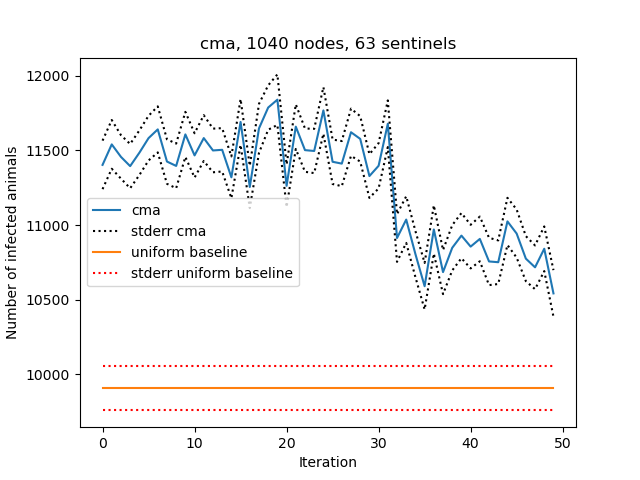 cma, 1040 nodes, 63 sentinels
Number of infected animals
12000
11500
11000
10500
10000
cma
stderr cma
uniform baseline
stderr uniform baseline
0 10 20 30 40 50
Iteration